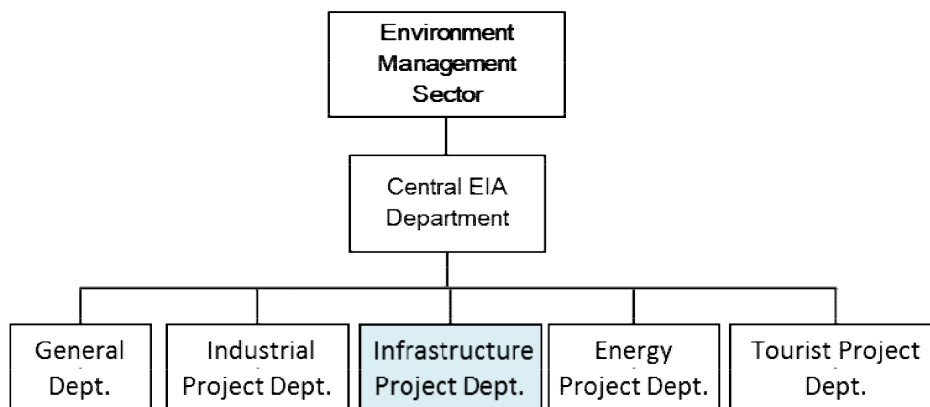 Environment
Management
Sector
Central EIA
Department
General
Dept.
Industrial
Project Dept.
Infrastructure
Project Dept.
Energy
Project Dept.
Tourist Project
Dept.